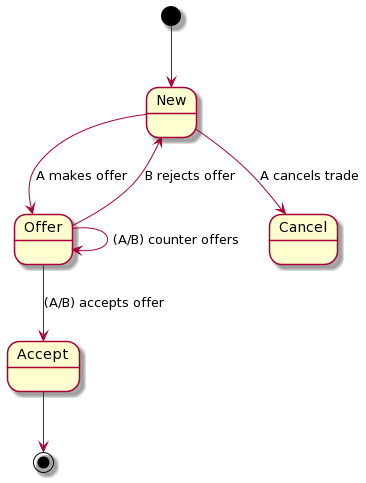 New
A makes offer
B rejects offer
A cancels trade
Offer
(A/B) counter offers
Cancel
(A/B) accepts offer
Accept